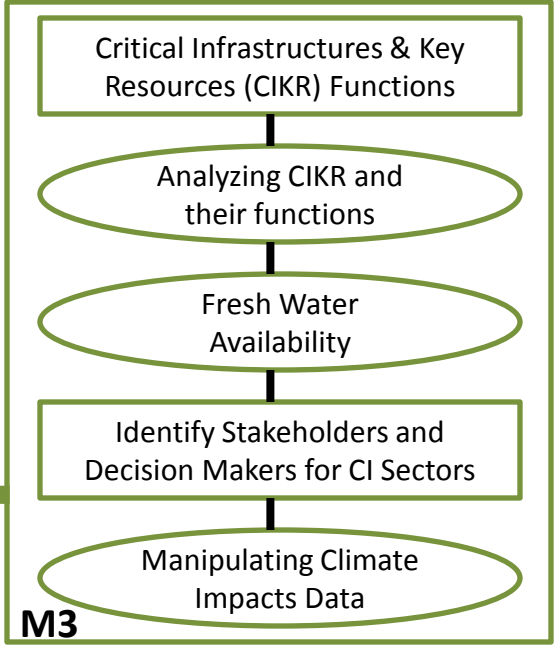 Critical Infrastructures & Key
Resources (CIKR) Functions
Analyzing CIKR and
their functions
Fresh Water
Availability
Identify Stakeholders and
Decision Makers for CI Sectors
Manipulating Climate
Impacts Data
M3